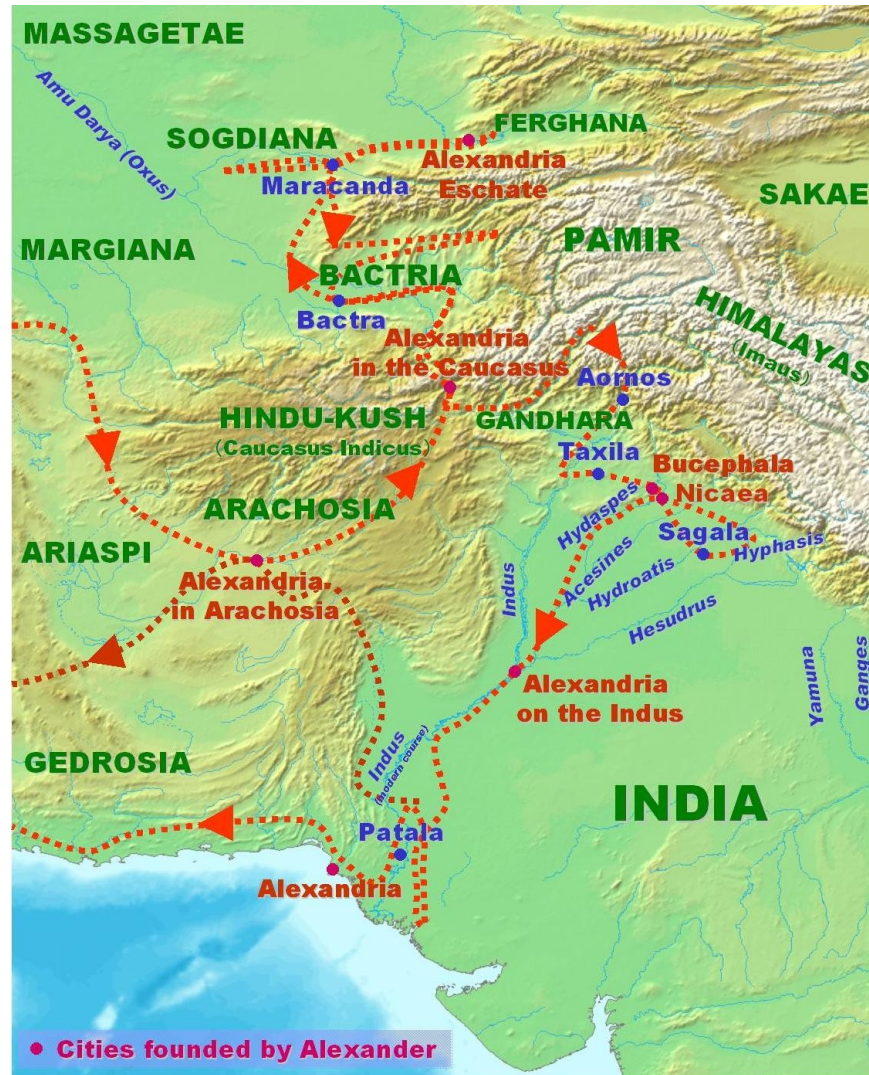 MASSAGETAE
Amu Darya (Oxus)
SOGDIANA
FERGHANA
Alexandria
Eschate
Maracanda
SAKAE
MARGIANA
PAMIR
BACTRIA
Bactra
HIMALAYAS
(Imaus)
Alexandria
in the Caucasus
Aornos
HINDU-KUSH
(Caucasus Indicus)
GANDHARA
Taxila
Bucephala
Nicaea
ARACHOSIA
Hydaspes
Sagala
Hyphasis
ARIASPI
Acesines
Hydroatis
Alexandria
in Arachosia
Indus
Hesudrus
Alexandria
on the Indus
Yamuna
Ganges
GEDROSIA
Indus
(modern course)
INDIA
Patala
Alexandria
Cities founded by Alexander